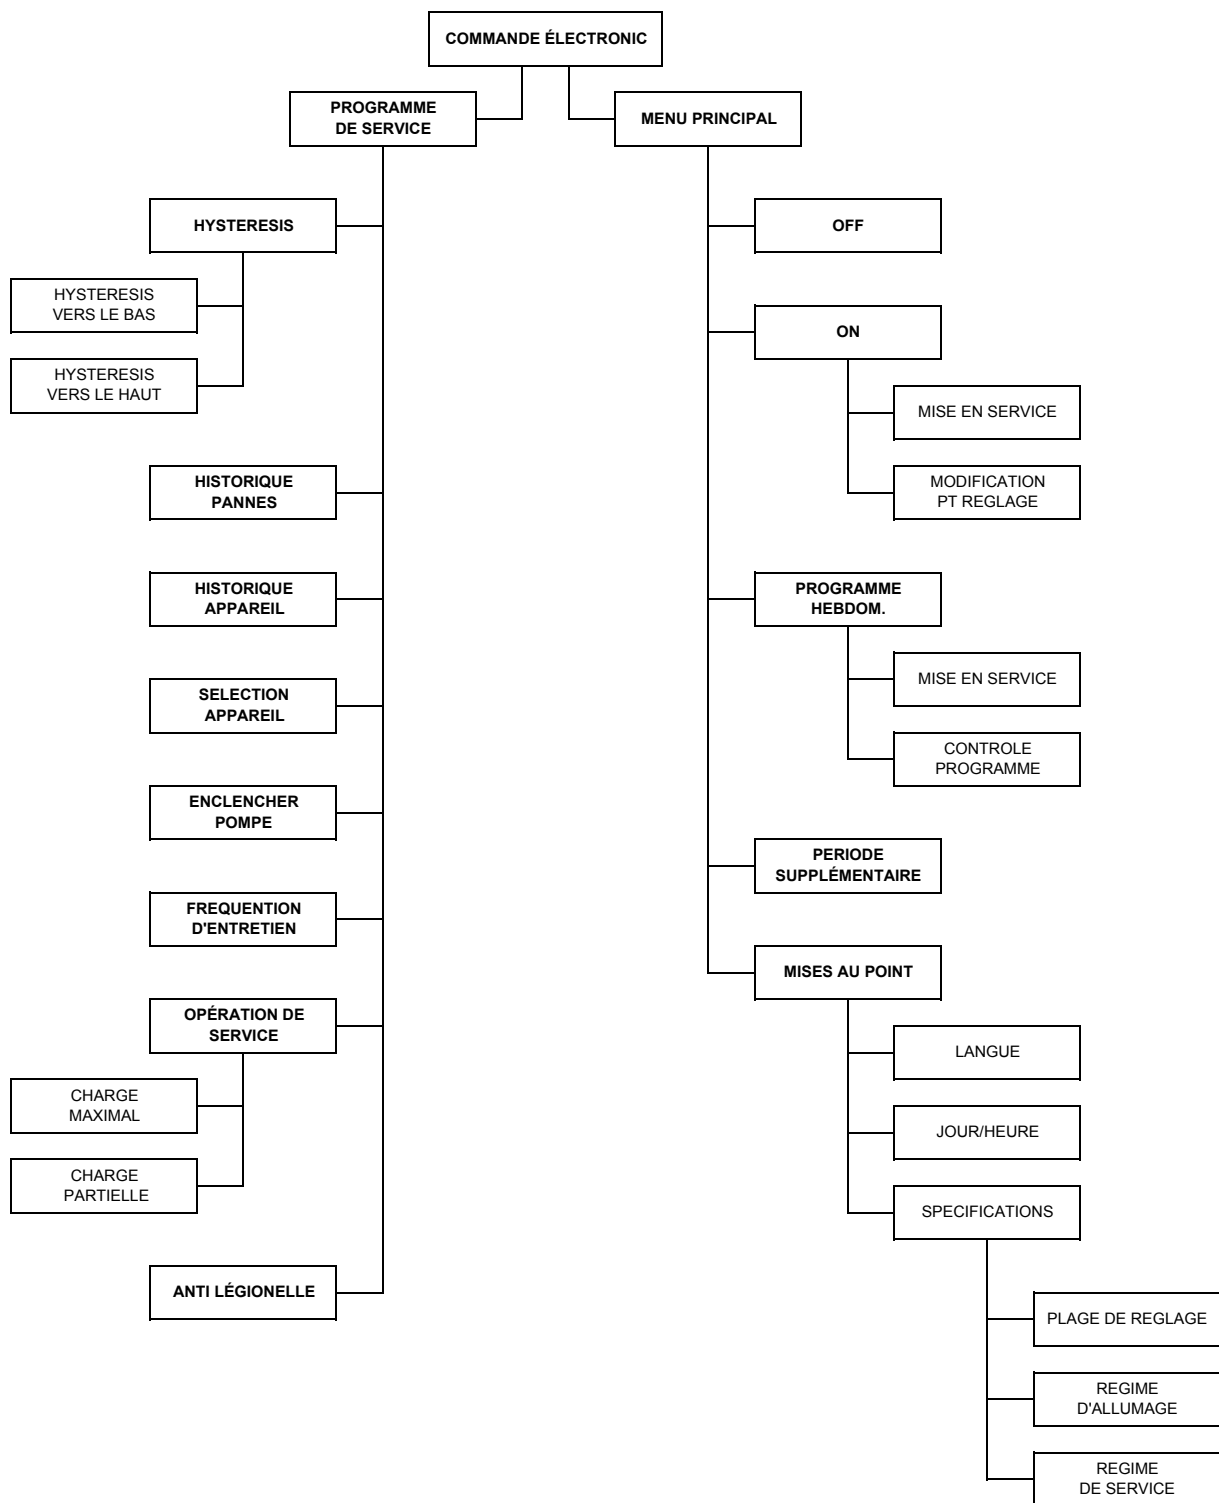 COMMANDE ÉLECTRONIC
PROGRAMME
DE SERVICE
HYSTERESIS
HYSTERESIS
VERS LE BAS
HYSTERESIS
VERS LE HAUT
HISTORIQUE
PANNES
HISTORIQUE
APPAREIL
SELECTION
APPAREIL
ENCLENCHER
POMPE
FREQUENTION
D'ENTRETIEN
OPÉRATION DE
SERVICE
CHARGE
MAXIMAL
CHARGE
PARTIELLE
ANTI LÉGIONELLE
MENU PRINCIPAL
OFF
ON
MISE EN SERVICE
MODIFICATION
PT REGLAGE
PROGRAMME
HEBDOM.
MISE EN SERVICE
CONTROLE
PROGRAMME
PERIODE
SUPPLÉMENTAIRE
MISES AU POINT
LANGUE
JOUR/HEURE
SPECIFICATIONS
PLAGE DE REGLAGE
REGIME
D'ALLUMAGE
REGIME
DE SERVICE